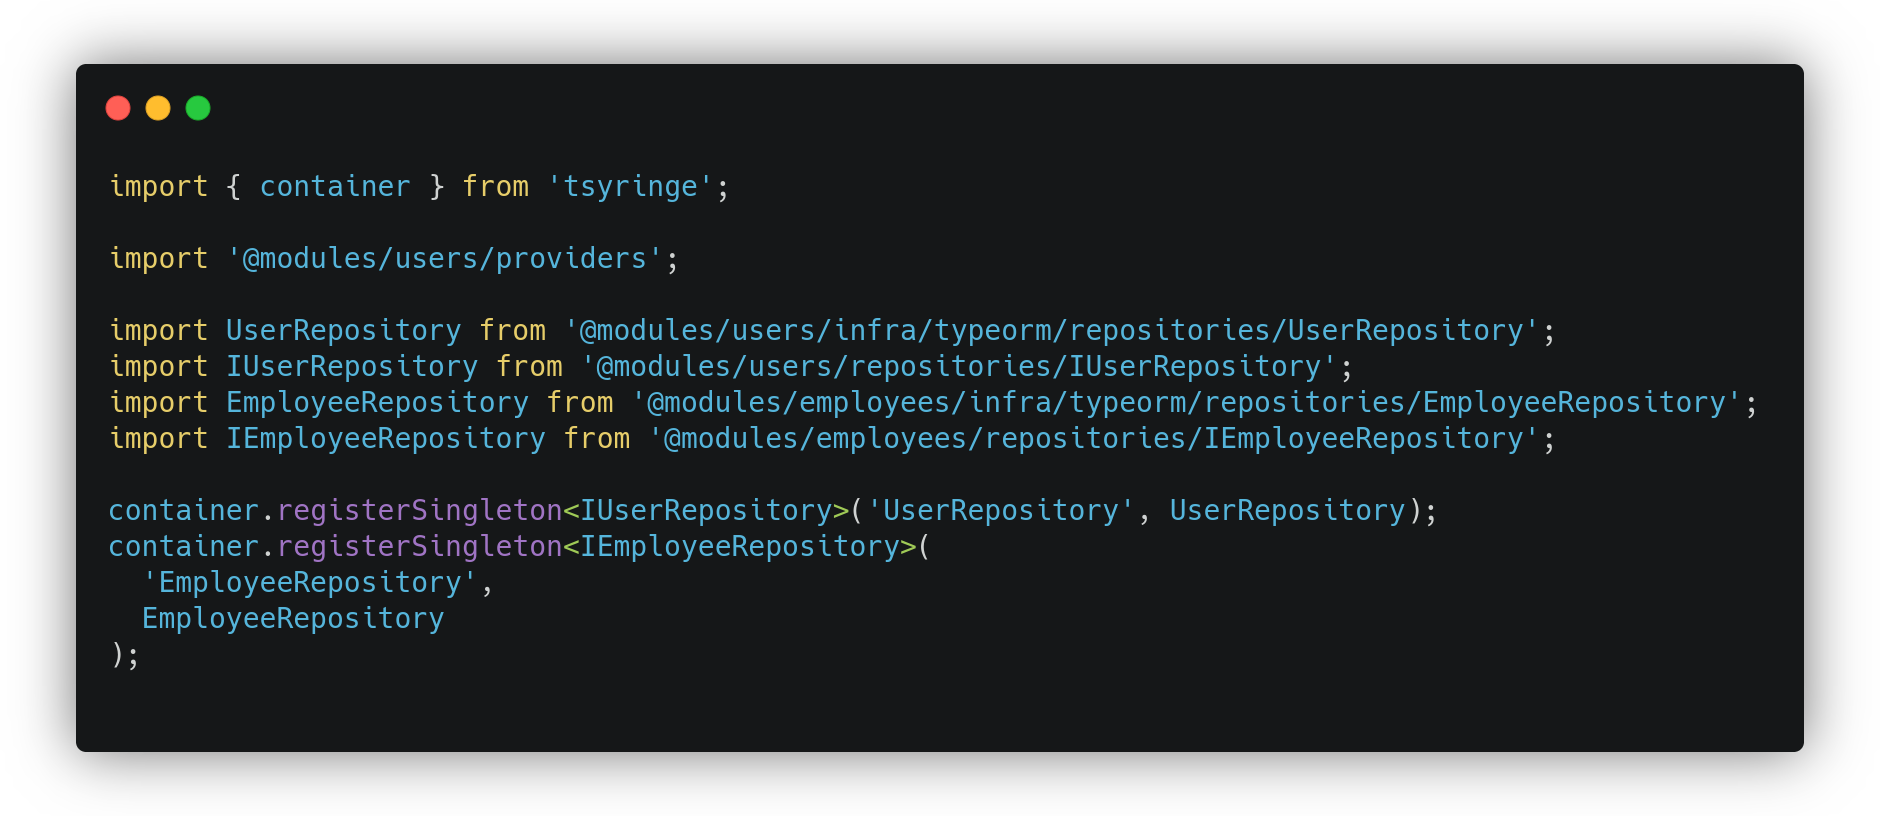 import { container } from 'tsyringe';
import '@modules/users/providers';
import UserRepository from '@modules/users/infra/typeorm/repositories/UserRepository';
import IUserRepository from '@modules/users/repositories/IUserRepository';
import EmployeeRepository from '@modules/employees/infra/typeorm/repositories/EmployeeRepository';
import IEmployeeRepository from '@modules/employees/repositories/IEmployeeRepository';
container.registerSingleton<IUserRepository>('UserRepository', UserRepository);
container.registerSingleton<IEmployeeRepository>(
  'EmployeeRepository',
  EmployeeRepository
);